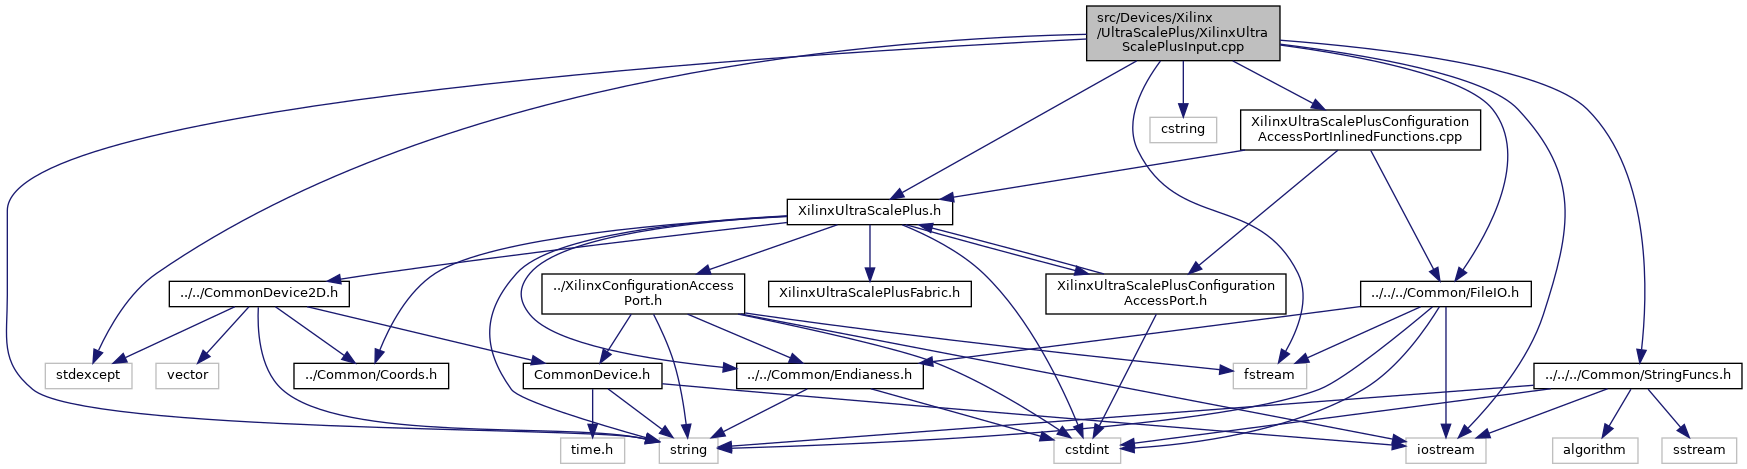 src/Devices/Xilinx
/UltraScalePlus/XilinxUltra
ScalePlusInput.cpp
cstring
XilinxUltraScalePlusConfiguration
AccessPortInlinedFunctions.cpp
XilinxUltraScalePlus.h
../../CommonDevice2D.h
../XilinxConfigurationAccess
Port.h
XilinxUltraScalePlusFabric.h
XilinxUltraScalePlusConfiguration
AccessPort.h
../../../Common/FileIO.h
stdexcept
vector
../Common/Coords.h
CommonDevice.h
../../Common/Endianess.h
fstream
../../../Common/StringFuncs.h
time.h
string
cstdint
iostream
algorithm
sstream